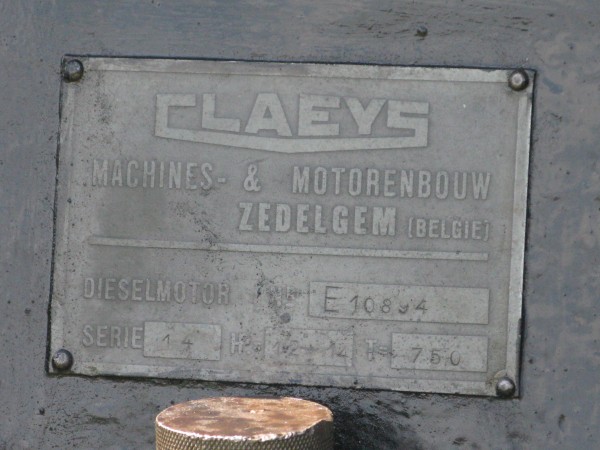 CLAEYS
MACHINES- & MOTORENBOUW
ZEDELGEM (BELGIE)
DIESELMOTOR E 10894
SERIE 14 12-14 750